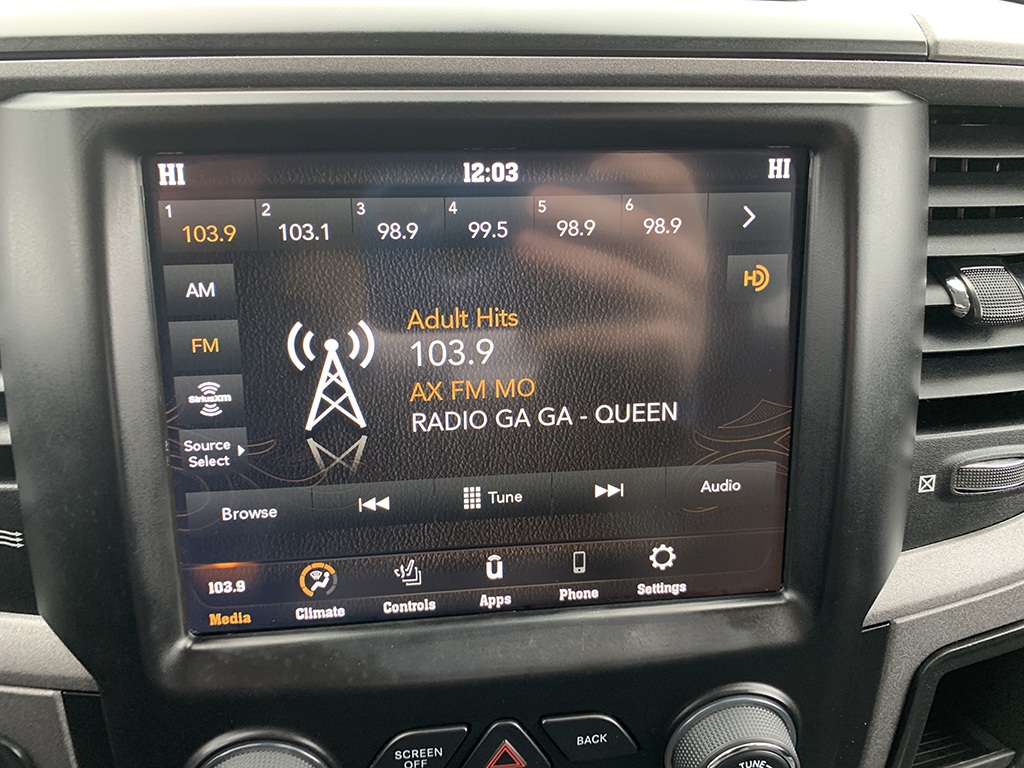 HI 12:03 HI
1 2 3 4 5 6
103.9 103.1 98.9 99.5 98.9 98.9
HD
AM
FM
SiriusXM
Source
Select
Adult Hits
103.9
AX FM MO
RADIO GA GA - QUEEN
Browse Tune Audio
103.9
Media Climate Controls Apps Phone Settings
SCREEN
OFF
BACK
TUNE